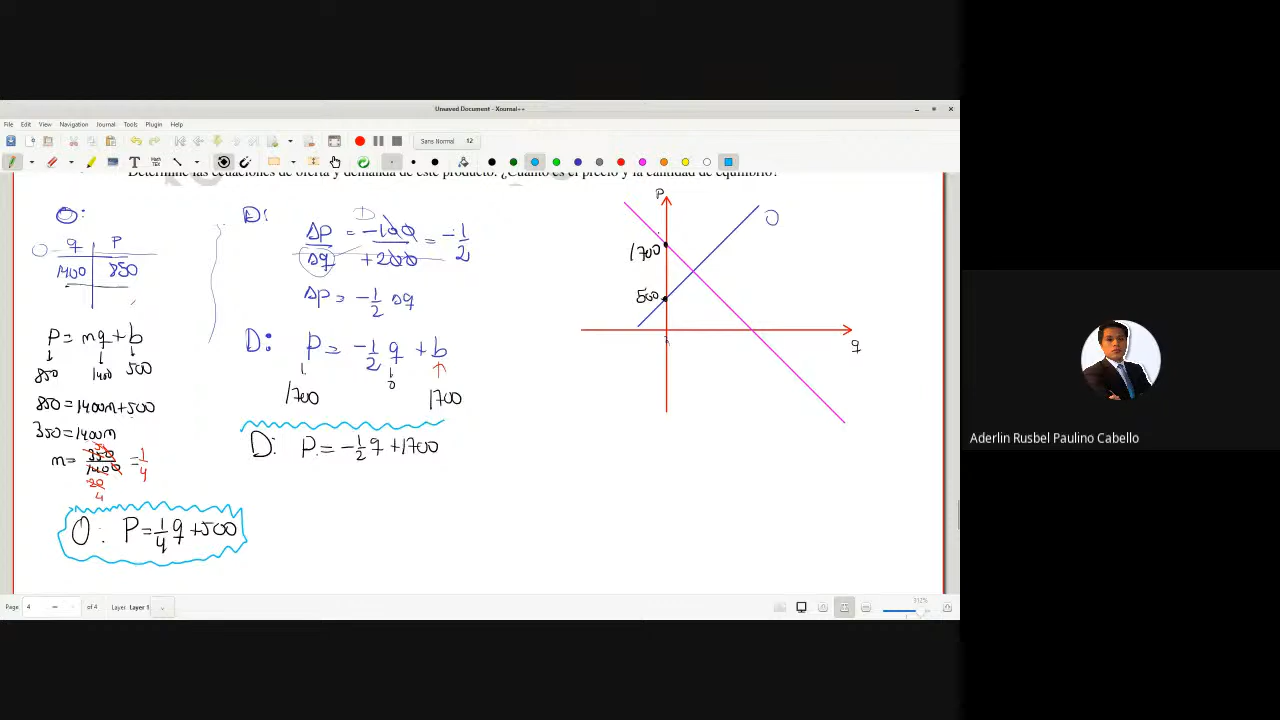 Unsaved Document - Xournal++
File Edit View Navigation Journal Tools Plugin Help
Sans Normal 12
Determine las ecuaciones de oferta y demanda de este producto. ¿Cuánto es el precio y la cantidad de equilibrio?
O:
q P
1400 850
P = mq + b
850 1400 500
850 = 1400m + 500
350 = 1400m
m = 350/1400 = 1/4
20
4
O: P = 1/4 q + 500
D:
Δp/Δq = -100/+200 = -1/2
Δp = -1/2 Δq
D: P = -1/2 q + b
1700 0 1700
D: P = -1/2 q + 1700
P
O
1700
500
q
Aderlin Rusbel Paulino Cabello
Page 4 of 4 Layer: Layer 1
312%